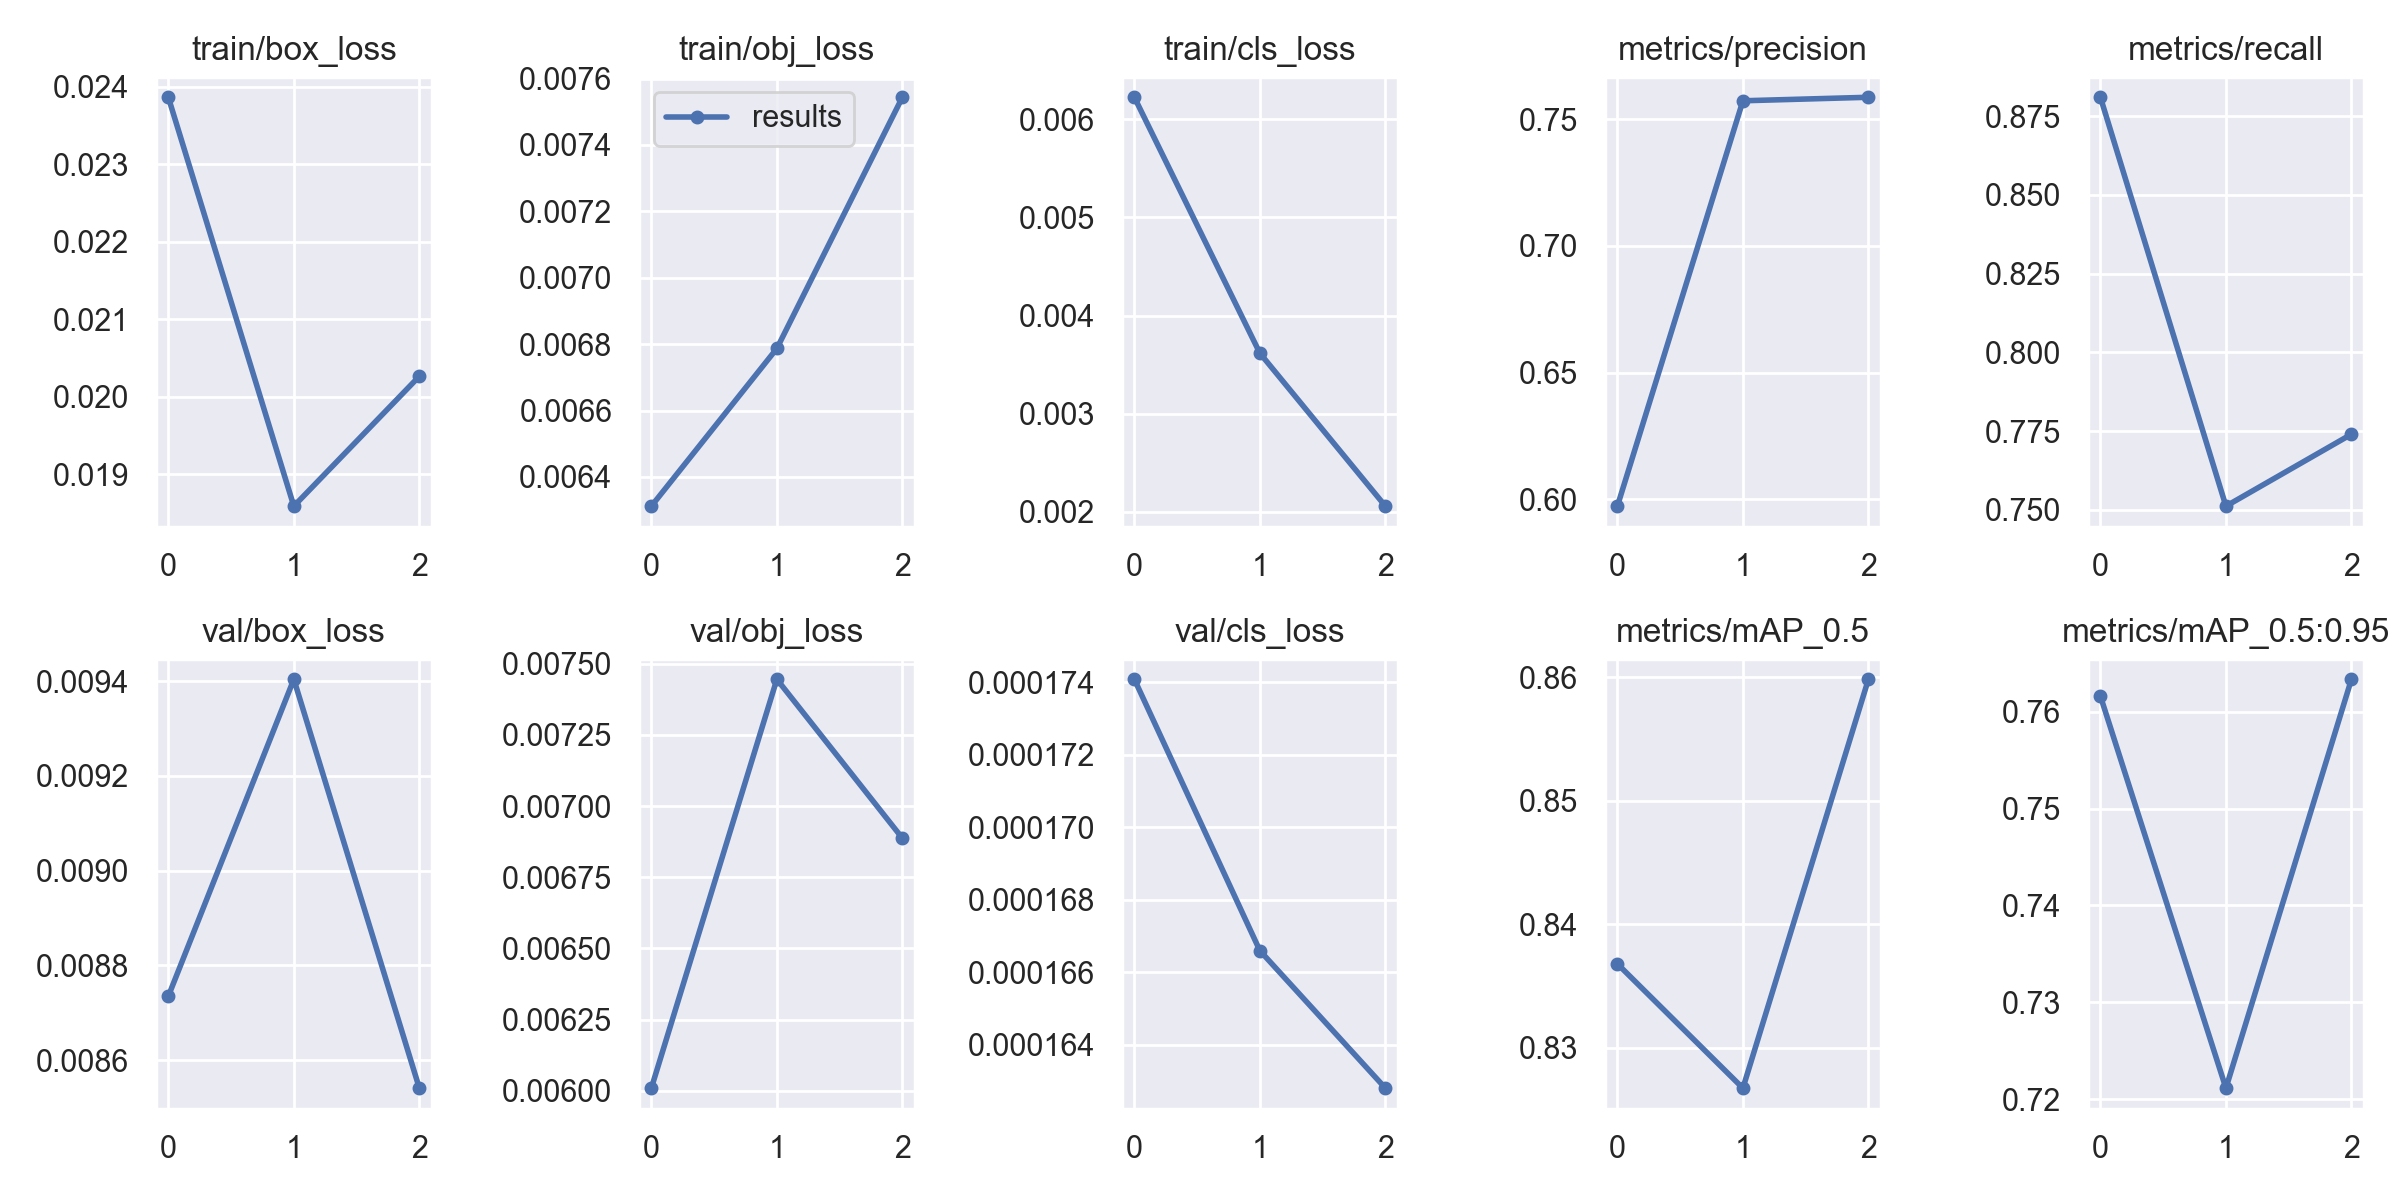 train/box_loss
0.024
0.023
0.022
0.021
0.020
0.019
0 1 2
train/obj_loss
results
0.0076
0.0074
0.0072
0.0070
0.0068
0.0066
0.0064
0 1 2
train/cls_loss
0.006
0.005
0.004
0.003
0.002
0 1 2
metrics/precision
0.75
0.70
0.65
0.60
0 1 2
metrics/recall
0.875
0.850
0.825
0.800
0.775
0.750
0 1 2
val/box_loss
0.0094
0.0092
0.0090
0.0088
0.0086
0 1 2
val/obj_loss
0.00750
0.00725
0.00700
0.00675
0.00650
0.00625
0.00600
0 1 2
val/cls_loss
0.000174
0.000172
0.000170
0.000168
0.000166
0.000164
0 1 2
metrics/mAP_0.5
0.86
0.85
0.84
0.83
0 1 2
metrics/mAP_0.5:0.95
0.76
0.75
0.74
0.73
0.72
0 1 2